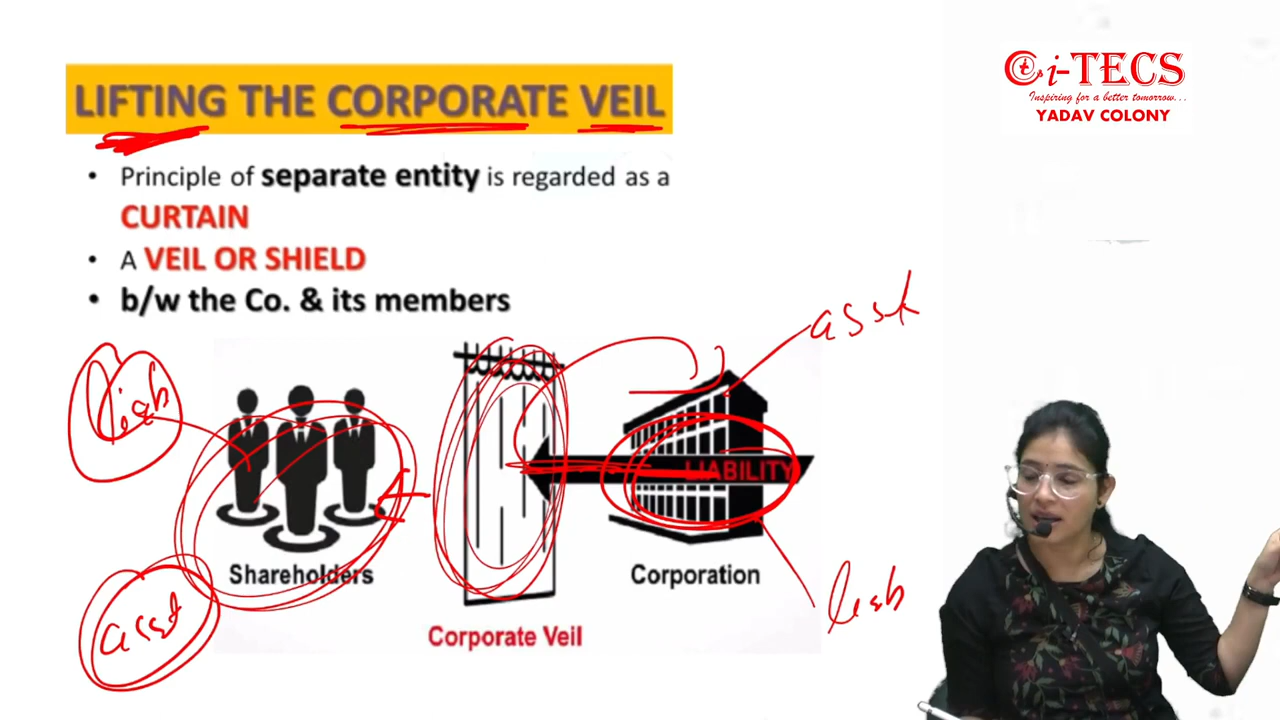 LIFTING THE CORPORATE VEIL
• Principle of separate entity is regarded as a
CURTAIN
• A VEIL OR SHIELD
• b/w the Co. & its members
i-TECS
Inspiring for a better tomorrow...
YADAV COLONY
asst
liab
LIABILITY
Shareholders
Corporation
asst
liab
Corporate Veil